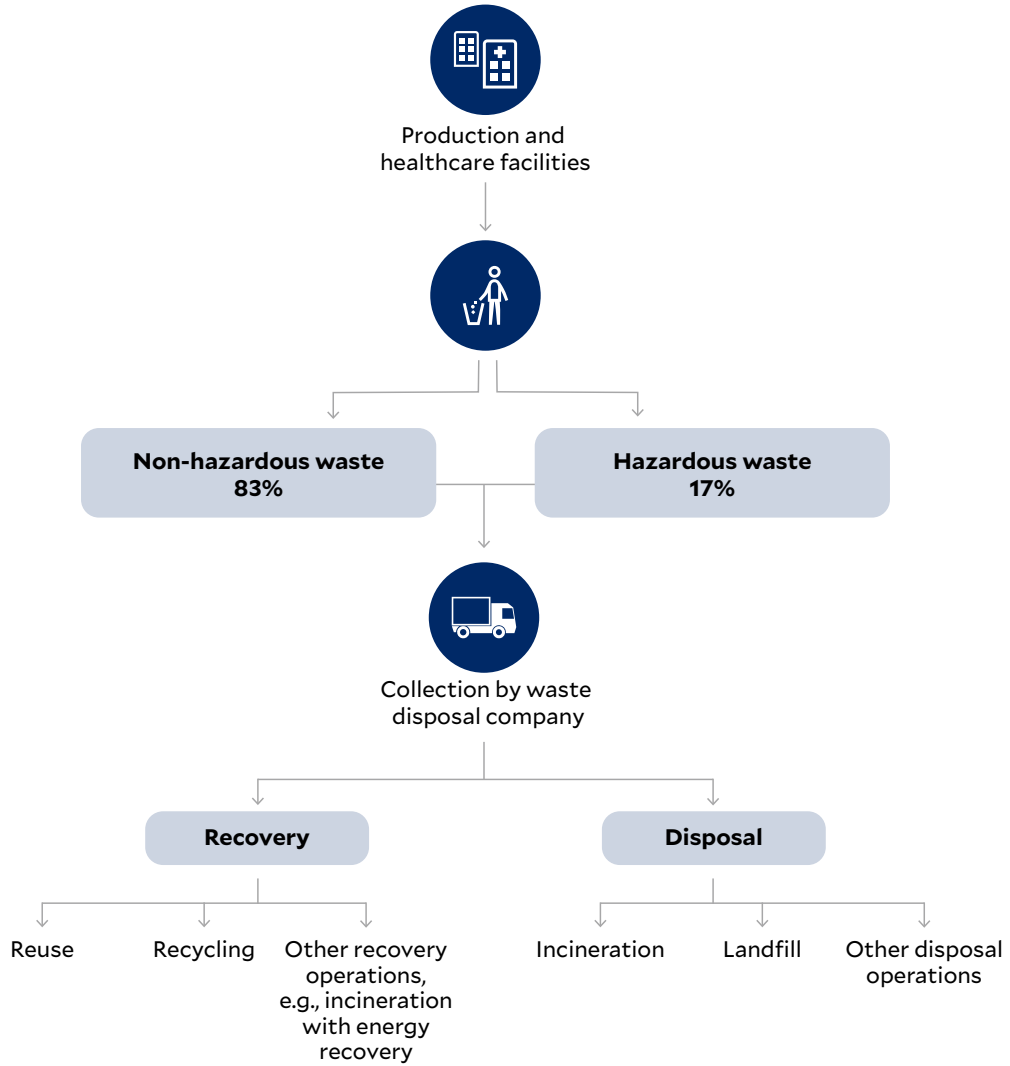 Production and
healthcare facilities
Non-hazardous waste
83%
Hazardous waste
17%
Collection by waste
disposal company
Recovery
Disposal
Reuse
Recycling
Other recovery
operations,
e.g., incineration
with energy
recovery
Incineration
Landfill
Other disposal
operations